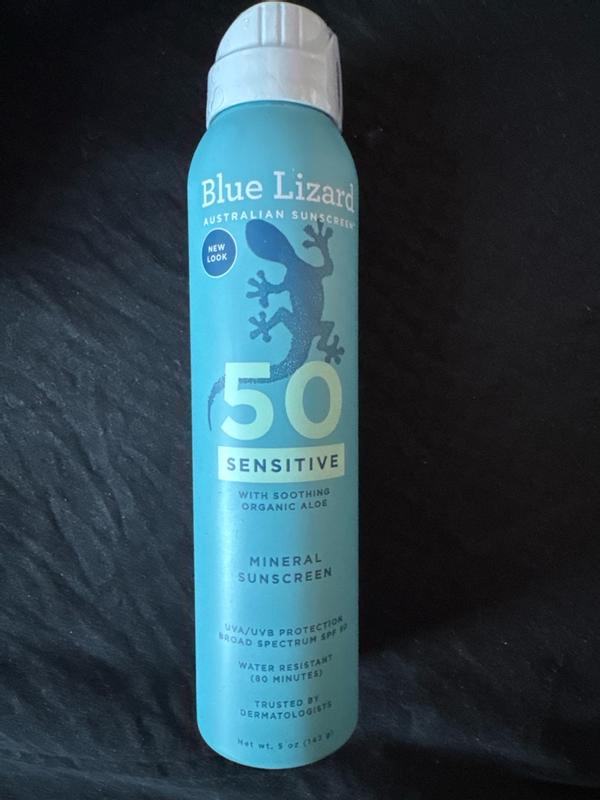 Blue Lizard
AUSTRALIAN SUNSCREEN
NEW
LOOK
50
SENSITIVE
WITH SOOTHING
ORGANIC ALOE
MINERAL
SUNSCREEN
UVA/UVB PROTECTION
BROAD SPECTRUM SPF 50
WATER RESISTANT
(80 MINUTES)
TRUSTED BY
DERMATOLOGISTS
Net wt. 5 oz (142 g)